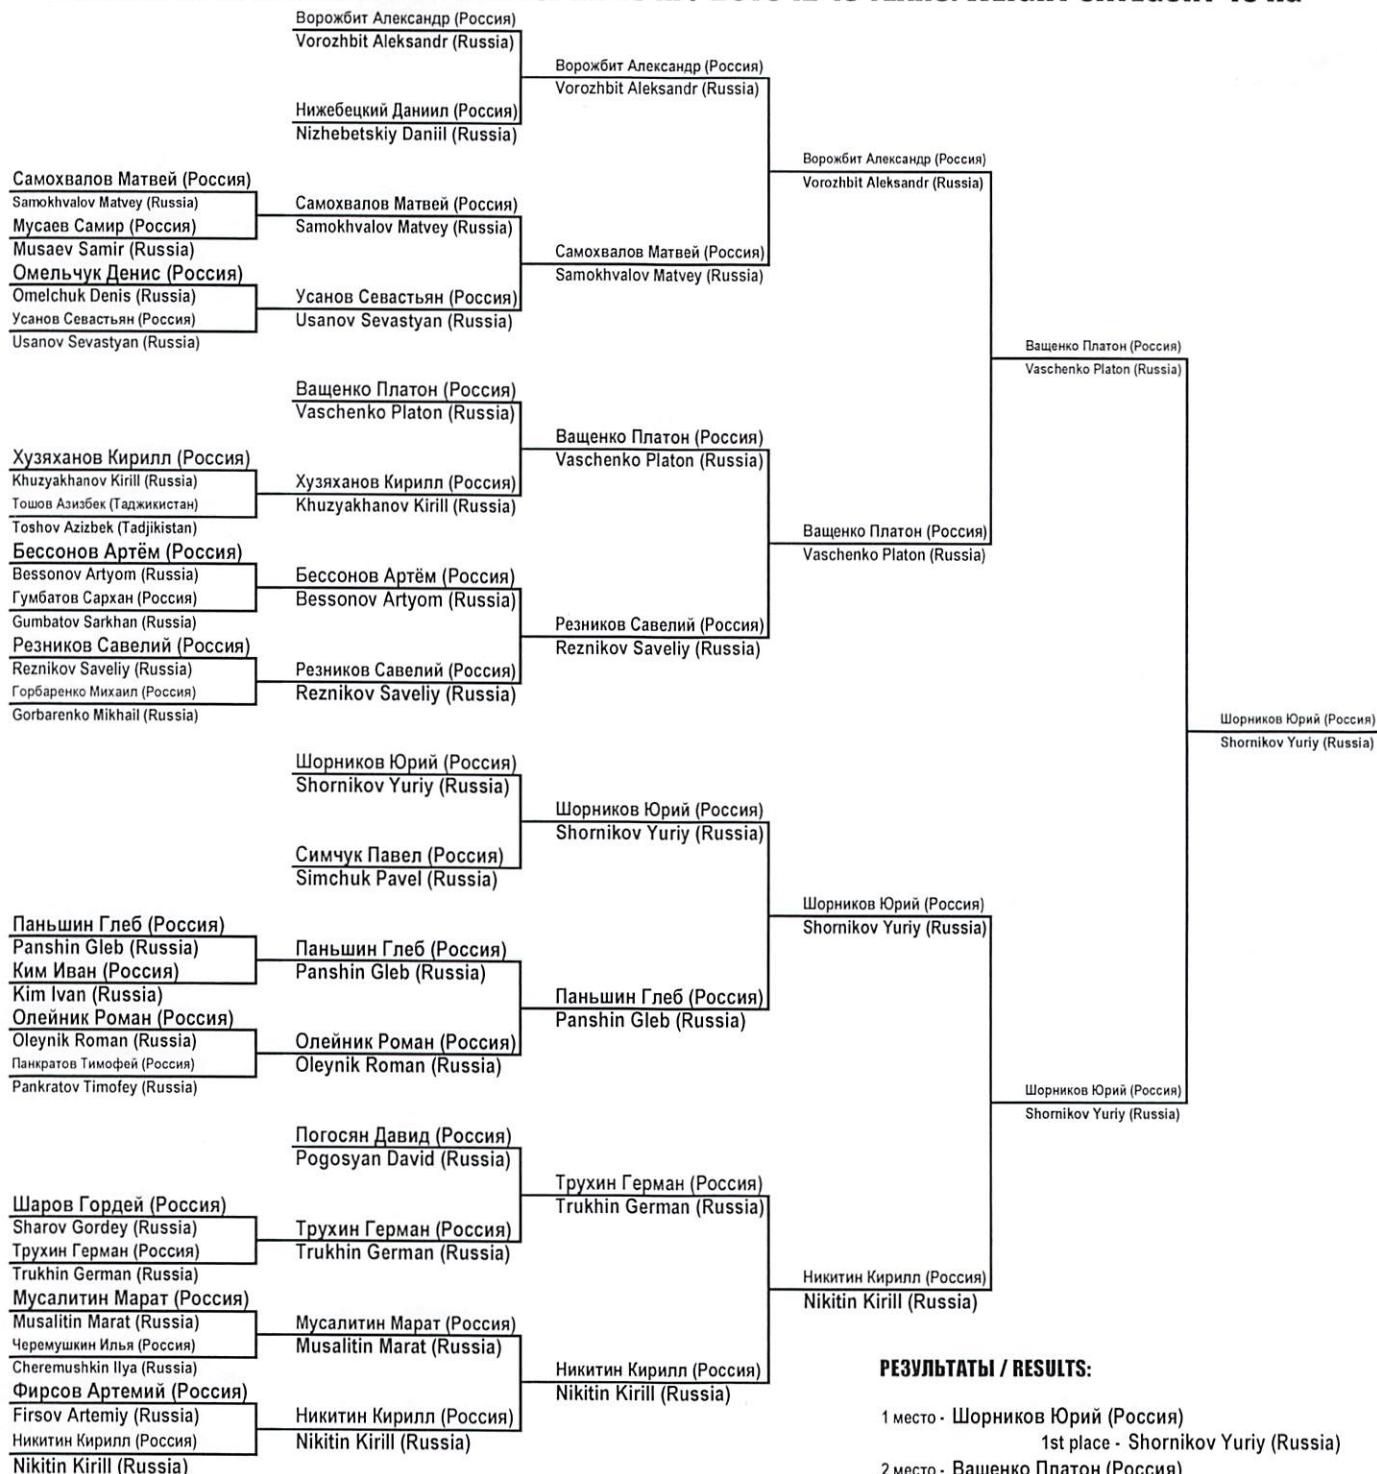 Ворожбит Александр (Россия)
Vorozhbit Aleksandr (Russia)
Нижебецкий Даниил (Россия)
Nizhebetskiy Daniil (Russia)
Самохвалов Матвей (Россия)
Samokhvalov Matvey (Russia)
Мусаев Самир (Россия)
Musaev Samir (Russia)
Омельчук Денис (Россия)
Omelchuk Denis (Russia)
Усанов Севастьян (Россия)
Usanov Sevastyan (Russia)
Самохвалов Матвей (Россия)
Samokhvalov Matvey (Russia)
Усанов Севастьян (Россия)
Usanov Sevastyan (Russia)
Ворожбит Александр (Россия)
Vorozhbit Aleksandr (Russia)
Самохвалов Матвей (Россия)
Samokhvalov Matvey (Russia)
Ворожбит Александр (Россия)
Vorozhbit Aleksandr (Russia)
Ващенко Платон (Россия)
Vaschenko Platon (Russia)
Хузяханов Кирилл (Россия)
Khuzyakhanov Kirill (Russia)
Тошов Азизбек (Таджикистан)
Toshov Azizbek (Tadjikistan)
Бессонов Артём (Россия)
Bessonov Artyom (Russia)
Гумбатов Сархан (Россия)
Gumbatov Sarkhan (Russia)
Резников Савелий (Россия)
Reznikov Saveliy (Russia)
Горбаренко Михаил (Россия)
Gorbarenko Mikhail (Russia)
Хузяханов Кирилл (Россия)
Khuzyakhanov Kirill (Russia)
Бессонов Артём (Россия)
Bessonov Artyom (Russia)
Резников Савелий (Россия)
Reznikov Saveliy (Russia)
Ващенко Платон (Россия)
Vaschenko Platon (Russia)
Резников Савелий (Россия)
Reznikov Saveliy (Russia)
Ващенко Платон (Россия)
Vaschenko Platon (Russia)
Ващенко Платон (Россия)
Vaschenko Platon (Russia)
Шорников Юрий (Россия)
Shornikov Yuriy (Russia)
Симчук Павел (Россия)
Simchuk Pavel (Russia)
Паньшин Глеб (Россия)
Panshin Gleb (Russia)
Ким Иван (Россия)
Kim Ivan (Russia)
Олейник Роман (Россия)
Oleynik Roman (Russia)
Панкратов Тимофей (Россия)
Pankratov Timofey (Russia)
Паньшин Глеб (Россия)
Panshin Gleb (Russia)
Олейник Роман (Россия)
Oleynik Roman (Russia)
Шорников Юрий (Россия)
Shornikov Yuriy (Russia)
Паньшин Глеб (Россия)
Panshin Gleb (Russia)
Шорников Юрий (Россия)
Shornikov Yuriy (Russia)
Погосян Давид (Россия)
Pogosyan David (Russia)
Шаров Гордей (Россия)
Sharov Gordey (Russia)
Трухин Герман (Россия)
Trukhin German (Russia)
Мусалитин Марат (Россия)
Musalitin Marat (Russia)
Черемушкин Илья (Россия)
Cheremushkin Ilya (Russia)
Фирсов Артемий (Россия)
Firsov Artemiy (Russia)
Никитин Кирилл (Россия)
Nikitin Kirill (Russia)
Трухин Герман (Россия)
Trukhin German (Russia)
Мусалитин Марат (Россия)
Musalitin Marat (Russia)
Никитин Кирилл (Россия)
Nikitin Kirill (Russia)
Трухин Герман (Россия)
Trukhin German (Russia)
Никитин Кирилл (Россия)
Nikitin Kirill (Russia)
Никитин Кирилл (Россия)
Nikitin Kirill (Russia)
Шорников Юрий (Россия)
Shornikov Yuriy (Russia)
Шорников Юрий (Россия)
Shornikov Yuriy (Russia)
РЕЗУЛЬТАТЫ / RESULTS:
1 место - Шорников Юрий (Россия)
1st place - Shornikov Yuriy (Russia)
2 место - Ващенко Платон (Россия)